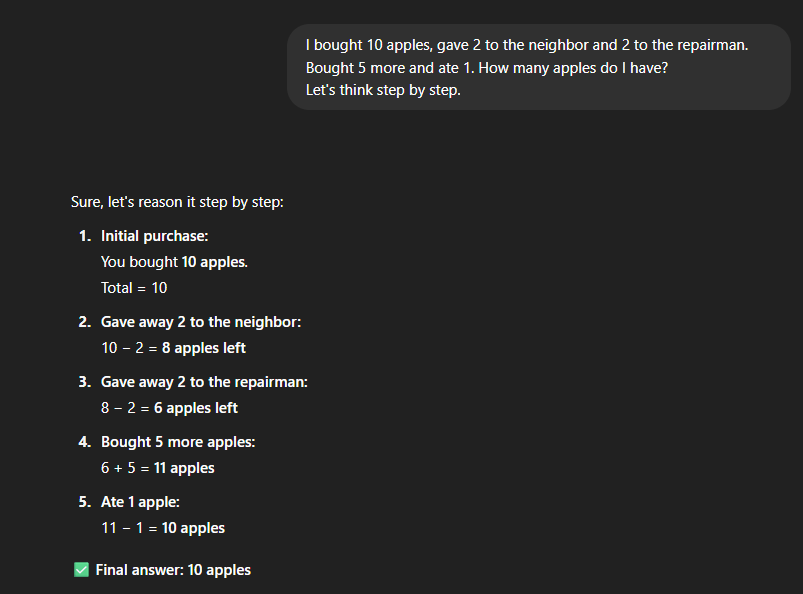 I bought 10 apples, gave 2 to the neighbor and 2 to the repairman.
Bought 5 more and ate 1. How many apples do I have?
Let's think step by step.
Sure, let's reason it step by step:
1. Initial purchase:
You bought 10 apples.
Total = 10
2. Gave away 2 to the neighbor:
10 − 2 = 8 apples left
3. Gave away 2 to the repairman:
8 − 2 = 6 apples left
4. Bought 5 more apples:
6 + 5 = 11 apples
5. Ate 1 apple:
11 − 1 = 10 apples
✅ Final answer: 10 apples